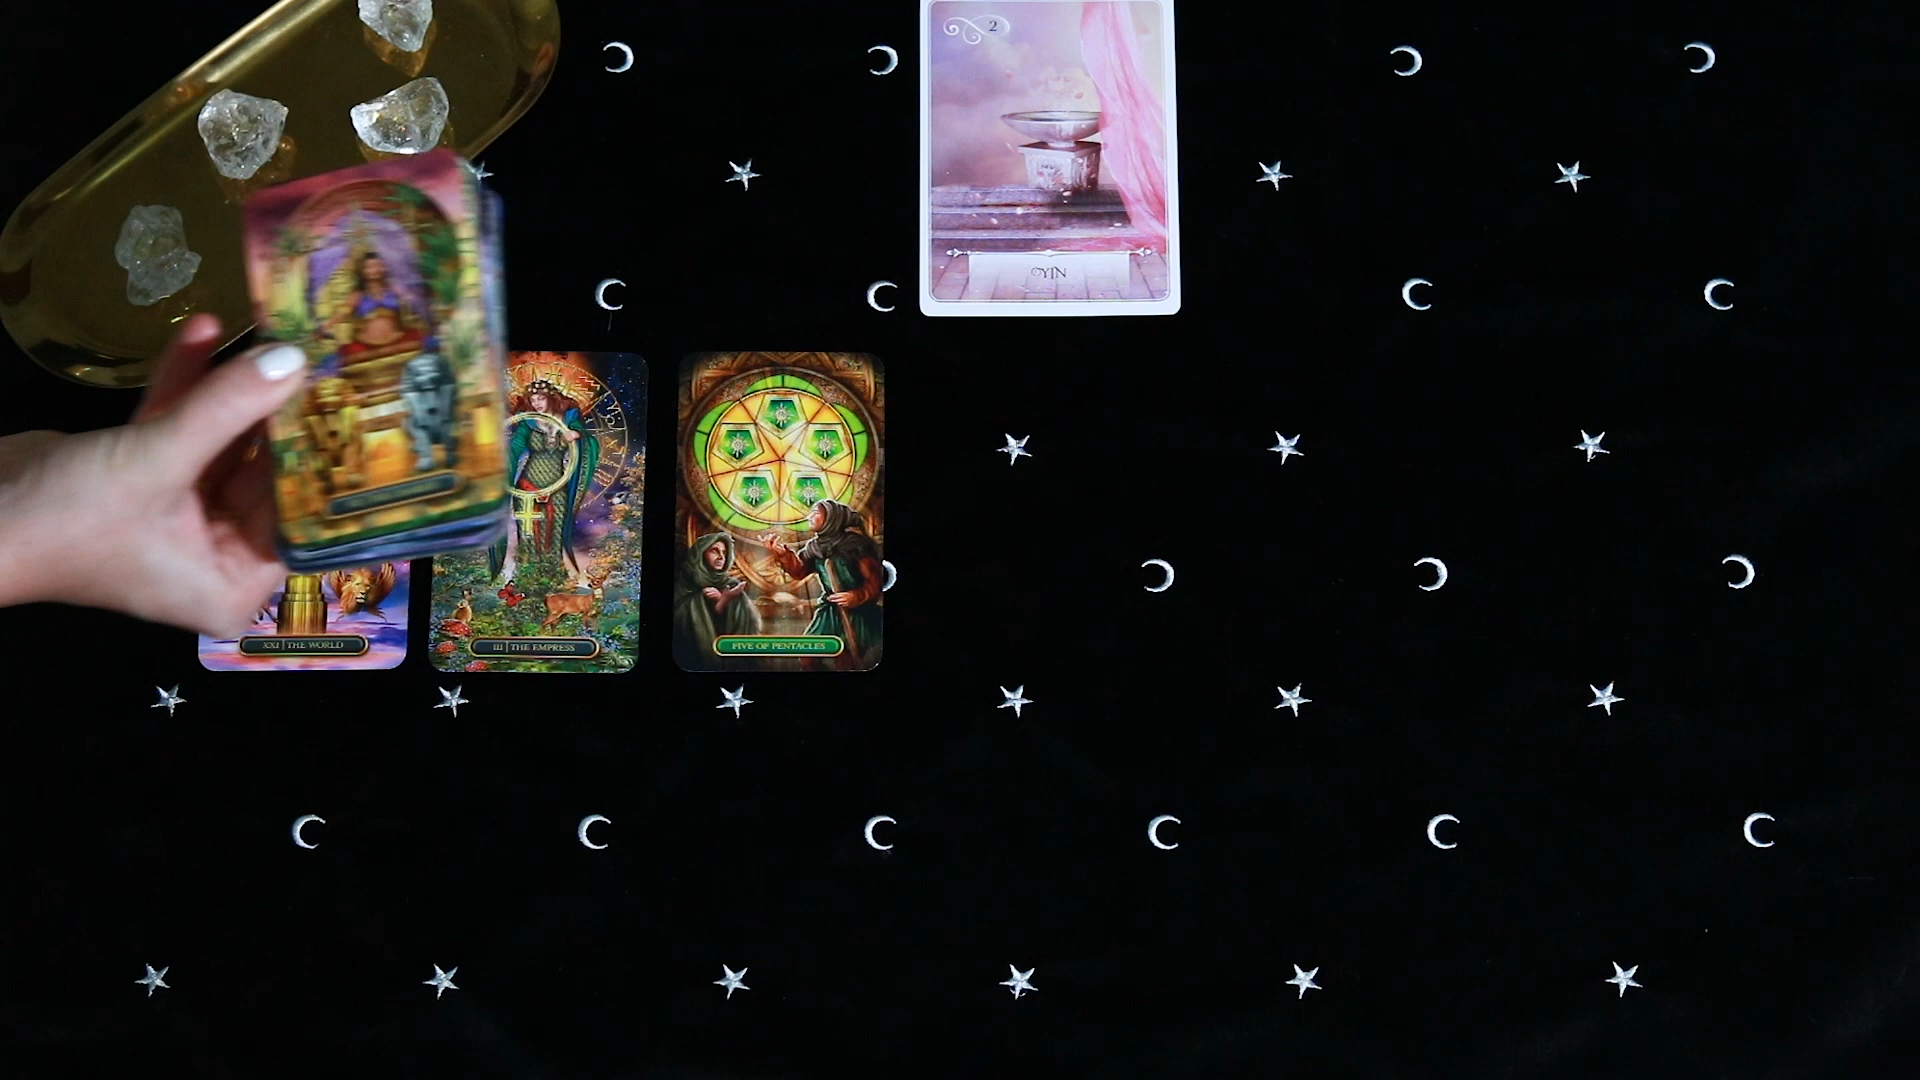 2
YIN
XXI | THE WORLD
III | THE EMPRESS
FIVE OF PENTACLES